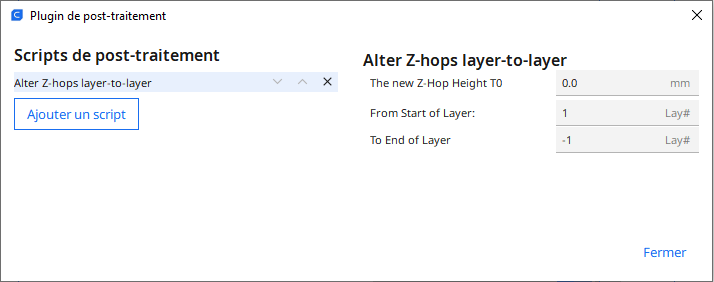 Plugin de post-traitement
Scripts de post-traitement
Alter Z-hops layer-to-layer
Ajouter un script
Alter Z-hops layer-to-layer
The new Z-Hop Height T0 0.0 mm
From Start of Layer: 1 Lay#
To End of Layer -1 Lay#
Fermer